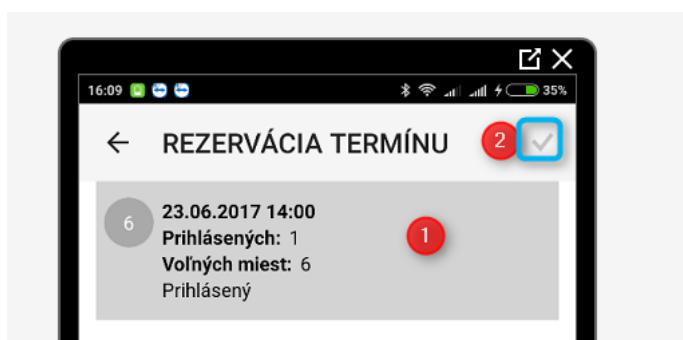 16:09 35%
REZERVÁCIA TERMÍNU 2
6 23.06.2017 14:00
Prihlásených: 1 1
Voľných miest: 6
Prihlásený